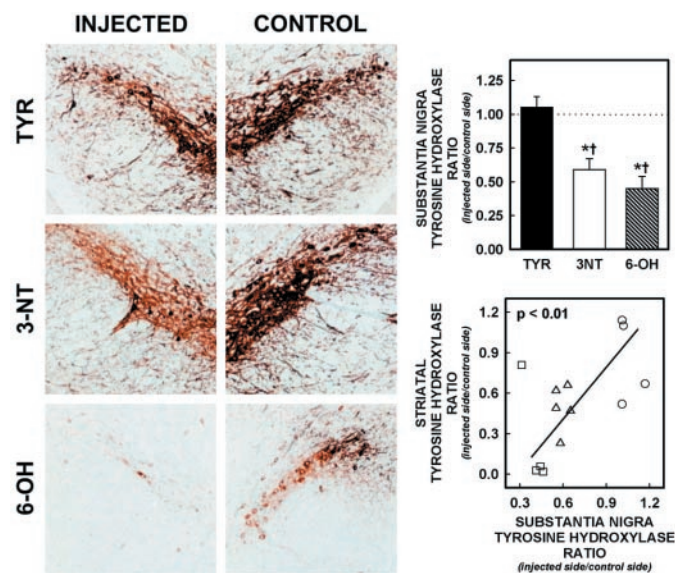 INJECTED
CONTROL
TYR
3-NT
6-OH
SUBSTANTIA NIGRA
TYROSINE HYDROXYLASE
RATIO
(injected side/control side)
1.25
1.00
0.75
0.50
0.25
0.00
*†
*†
TYR
3NT
6-OH
STRIATAL
TYROSINE HYDROXYLASE
RATIO
(injected side/control side)
p < 0.01
1.2
0.9
0.6
0.3
0.0
0.3
0.6
0.9
1.2
SUBSTANTIA NIGRA
TYROSINE HYDROXYLASE
RATIO
(injected side/control side)